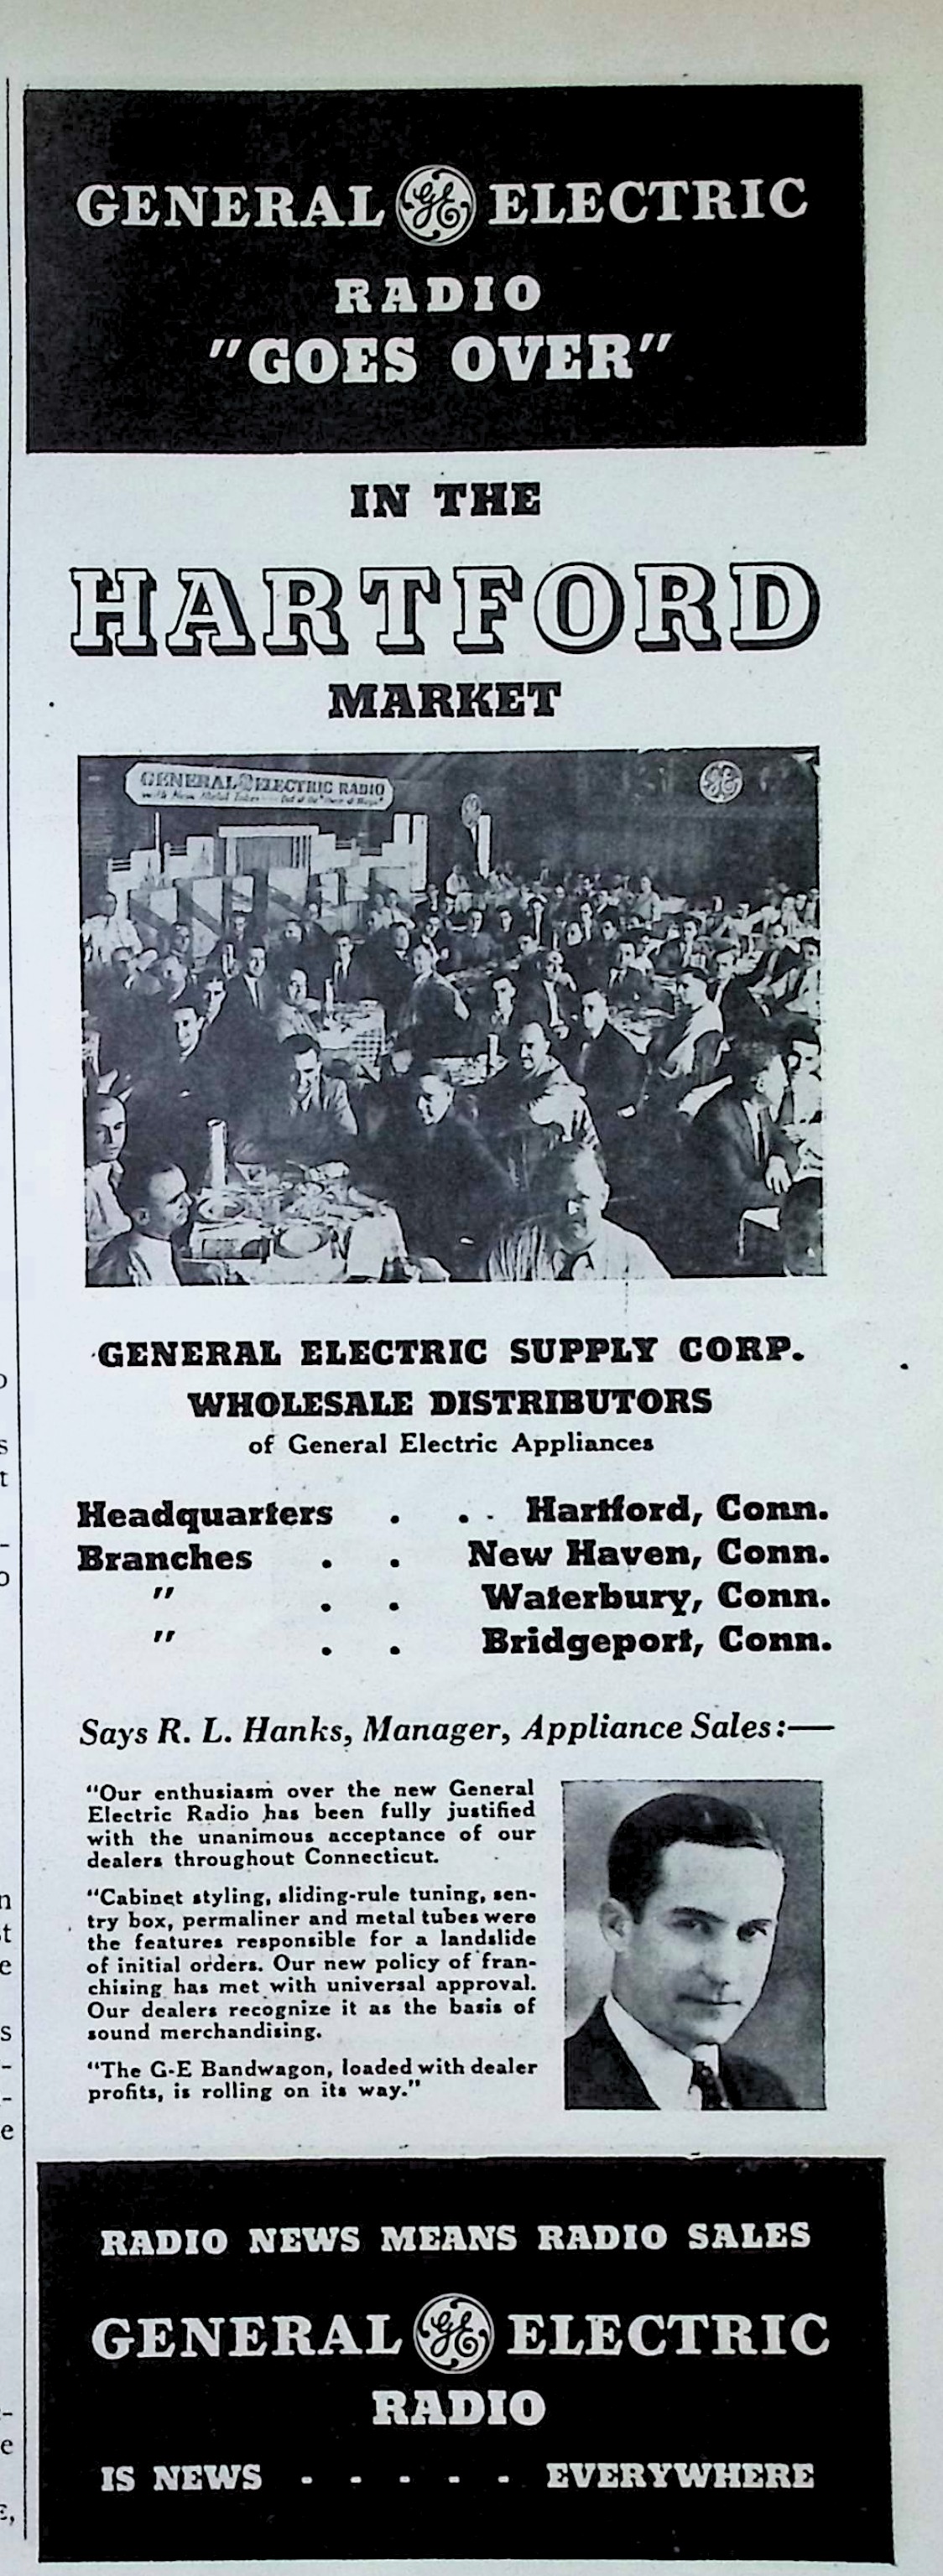 GENERAL GE ELECTRIC
RADIO
"GOES OVER"
IN THE
HARTFORD
MARKET
GENERAL GE ELECTRIC RADIO
GE
GENERAL ELECTRIC SUPPLY CORP.
WHOLESALE DISTRIBUTORS
of General Electric Appliances
Headquarters . . . Hartford, Conn.
Branches . . New Haven, Conn.
" . . Waterbury, Conn.
" . . Bridgeport, Conn.
Says R. L. Hanks, Manager, Appliance Sales:—
"Our enthusiasm over the new General
Electric Radio has been fully justified
with the unanimous acceptance of our
dealers throughout Connecticut.
"Cabinet styling, sliding-rule tuning, sen-
try box, permaliner and metal tubes were
the features responsible for a landslide
of initial orders. Our new policy of fran-
chising has met with universal approval.
Our dealers recognize it as the basis of
sound merchandising.
"The G-E Bandwagon, loaded with dealer
profits, is rolling on its way."
RADIO NEWS MEANS RADIO SALES
GENERAL GE ELECTRIC
RADIO
IS NEWS - - - - - EVERYWHERE